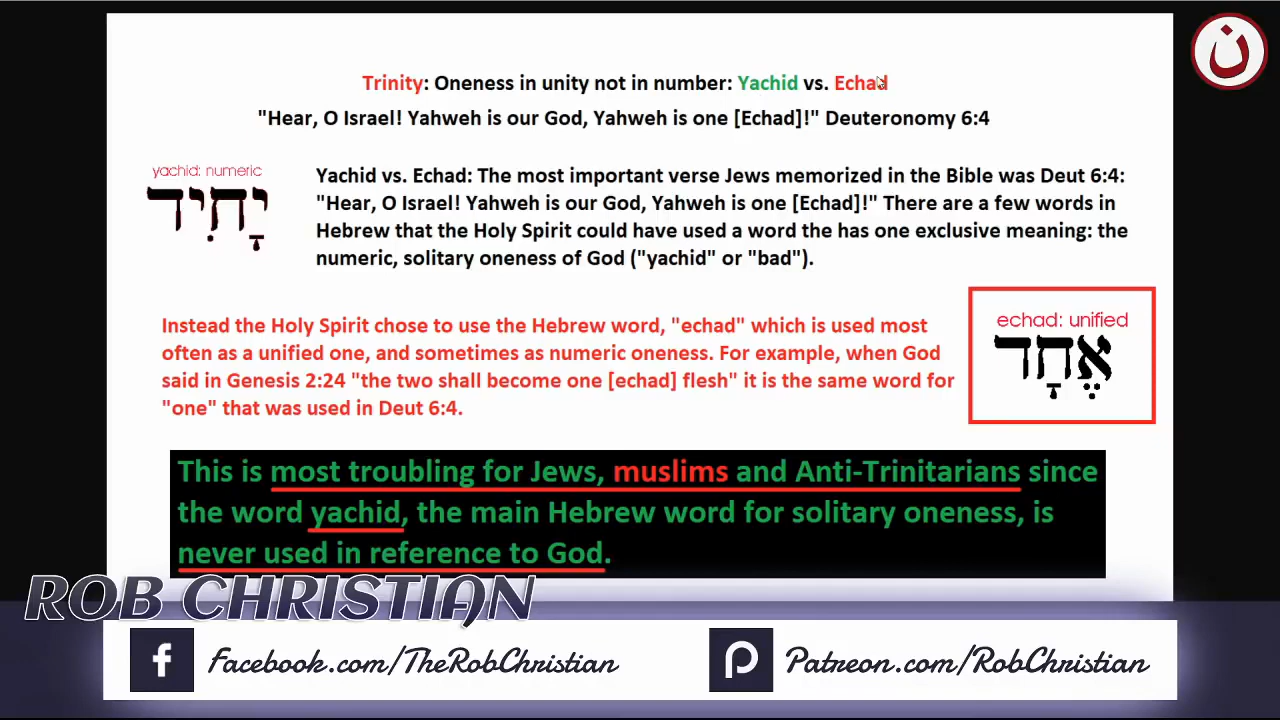 ن
Trinity: Oneness in unity not in number: Yachid vs. Echad
"Hear, O Israel! Yahweh is our God, Yahweh is one [Echad]!" Deuteronomy 6:4
yachid: numeric
יָחִיד
Yachid vs. Echad: The most important verse Jews memorized in the Bible was Deut 6:4:
"Hear, O Israel! Yahweh is our God, Yahweh is one [Echad]!" There are a few words in
Hebrew that the Holy Spirit could have used a word the has one exclusive meaning: the
numeric, solitary oneness of God ("yachid" or "bad").
Instead the Holy Spirit chose to use the Hebrew word, "echad" which is used most
often as a unified one, and sometimes as numeric oneness. For example, when God
said in Genesis 2:24 "the two shall become one [echad] flesh" it is the same word for
"one" that was used in Deut 6:4.
echad: unified
אֶחָד
This is most troubling for Jews, muslims and Anti-Trinitarians since
the word yachid, the main Hebrew word for solitary oneness, is
never used in reference to God.
ROB CHRISTIAN
Facebook.com/TheRobChristian
Patreon.com/RobChristian